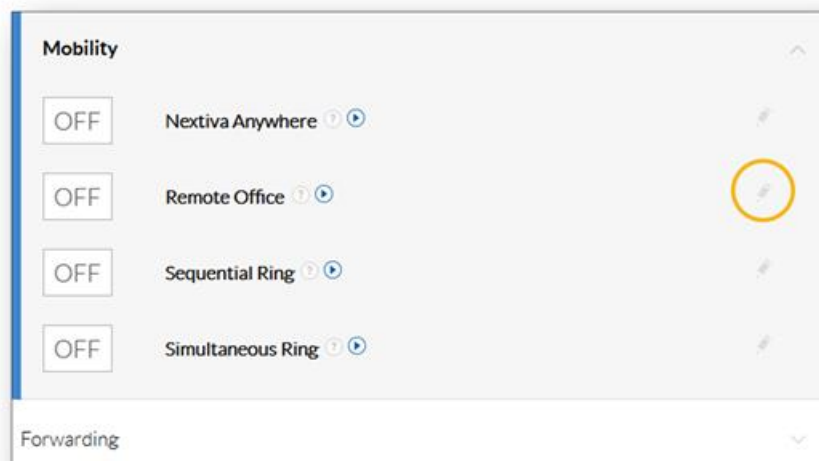 Mobility
OFF Nextiva Anywhere ?
OFF Remote Office ?
OFF Sequential Ring ?
OFF Simultaneous Ring ?
Forwarding